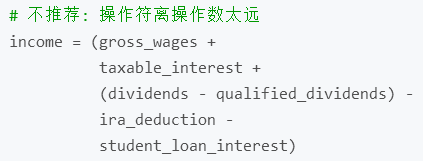 # 不推荐: 操作符离操作数太远
income = (gross_wages +
          taxable_interest +
          (dividends - qualified_dividends) -
          ira_deduction -
          student_loan_interest)